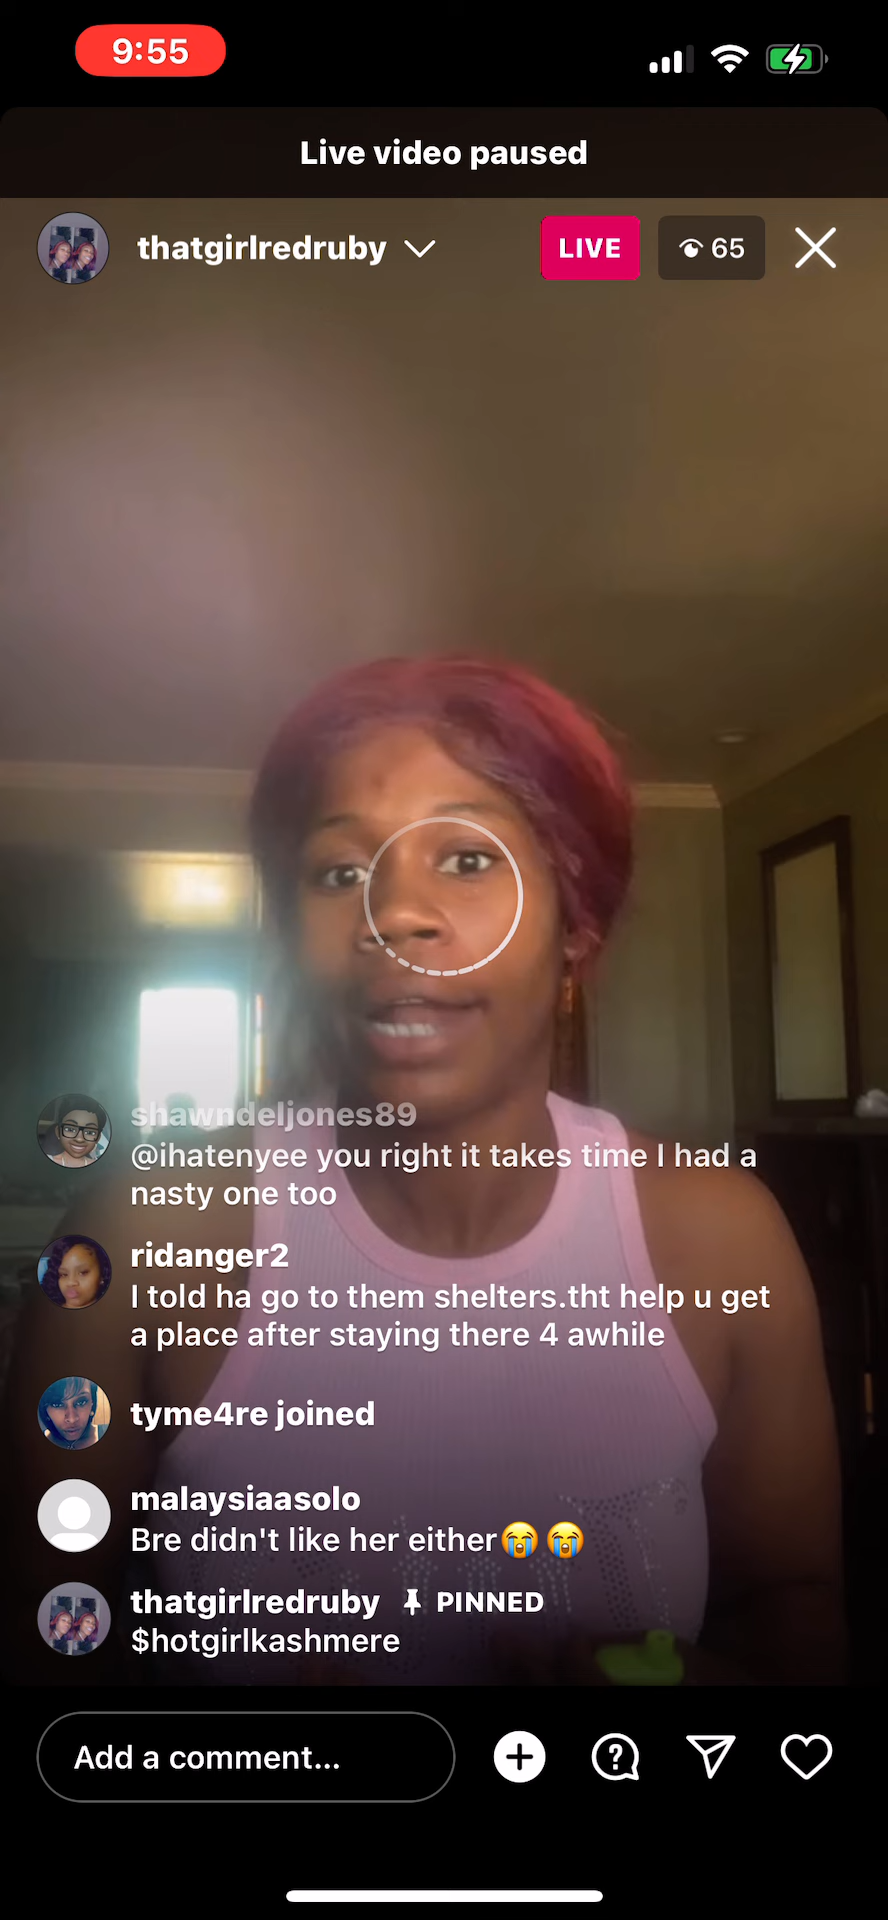 9:55
Live video paused
thatgirlredruby
LIVE
65
shawndeljones89
@ihatenyee you right it takes time I had a
nasty one too
ridanger2
I told ha go to them shelters.tht help u get
a place after staying there 4 awhile
tyme4re joined
malaysiaasolo
Bre didn't like her either😭😭
thatgirlredruby PINNED
$hotgirlkashmere
Add a comment...